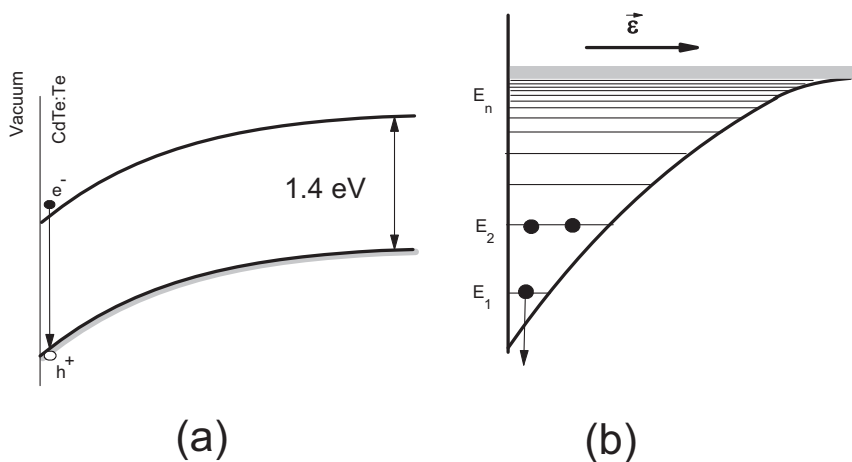 Vacuum
CdTe:Te
e-
1.4 eV
h+
(a)
ε
En
E2
E1
(b)